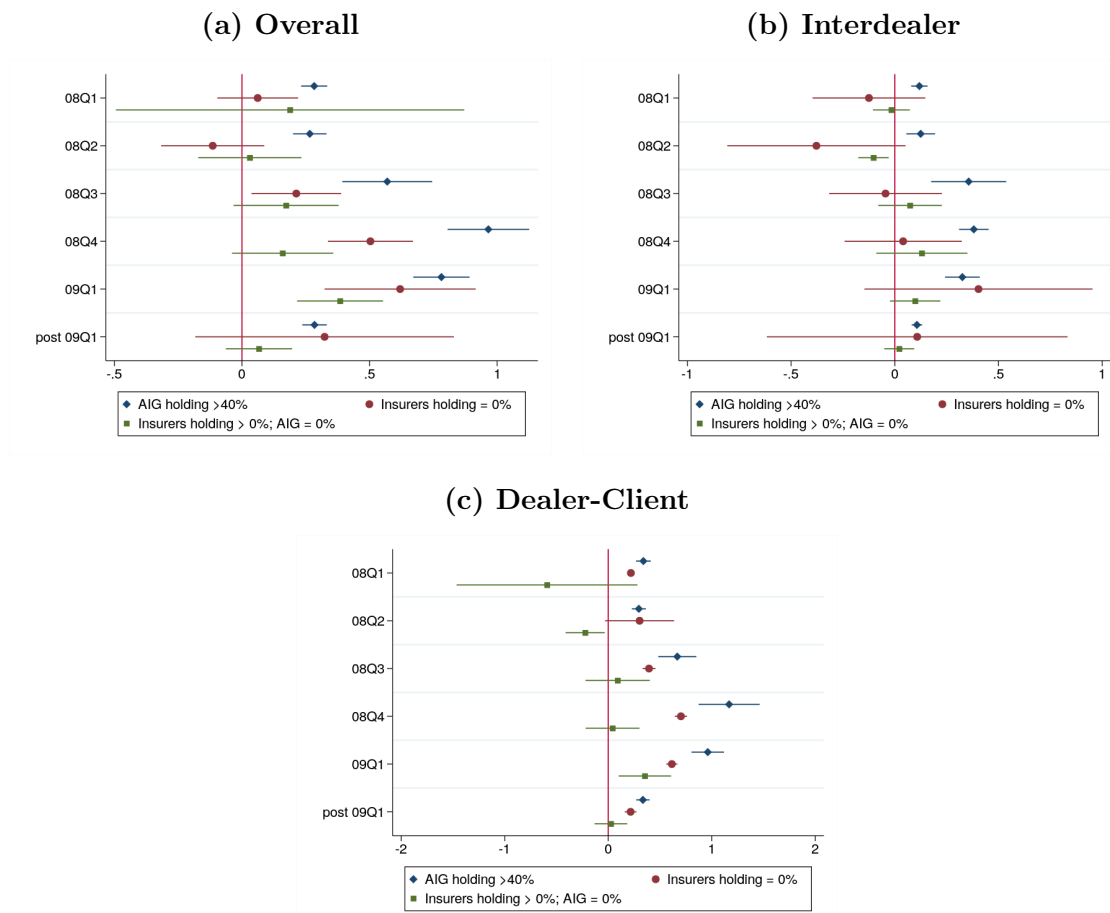 (a) Overall
08Q1
08Q2
08Q3
08Q4
09Q1
post 09Q1
-.5 0 .5 1
AIG holding >40% Insurers holding = 0%
Insurers holding > 0%; AIG = 0%
(b) Interdealer
08Q1
08Q2
08Q3
08Q4
09Q1
post 09Q1
-1 -.5 0 .5 1
AIG holding >40% Insurers holding = 0%
Insurers holding > 0%; AIG = 0%
(c) Dealer-Client
08Q1
08Q2
08Q3
08Q4
09Q1
post 09Q1
-2 -1 0 1 2
AIG holding >40% Insurers holding = 0%
Insurers holding > 0%; AIG = 0%